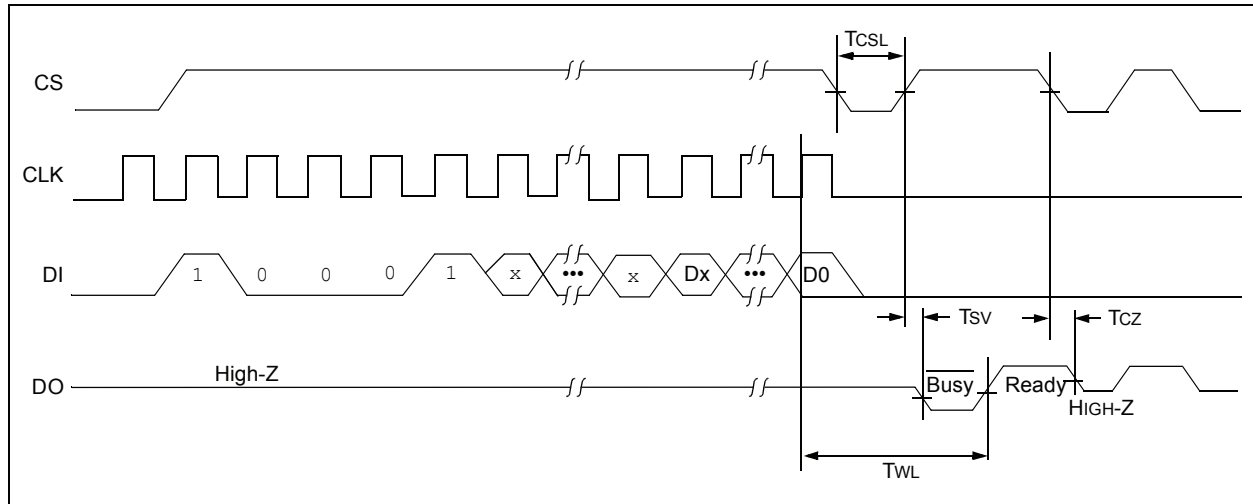 TCSL
CS
CLK
DI 1 0 0 0 1 x ••• x Dx ••• D0
TSV TCZ
DO High-Z Busy Ready HIGH-Z
TWL